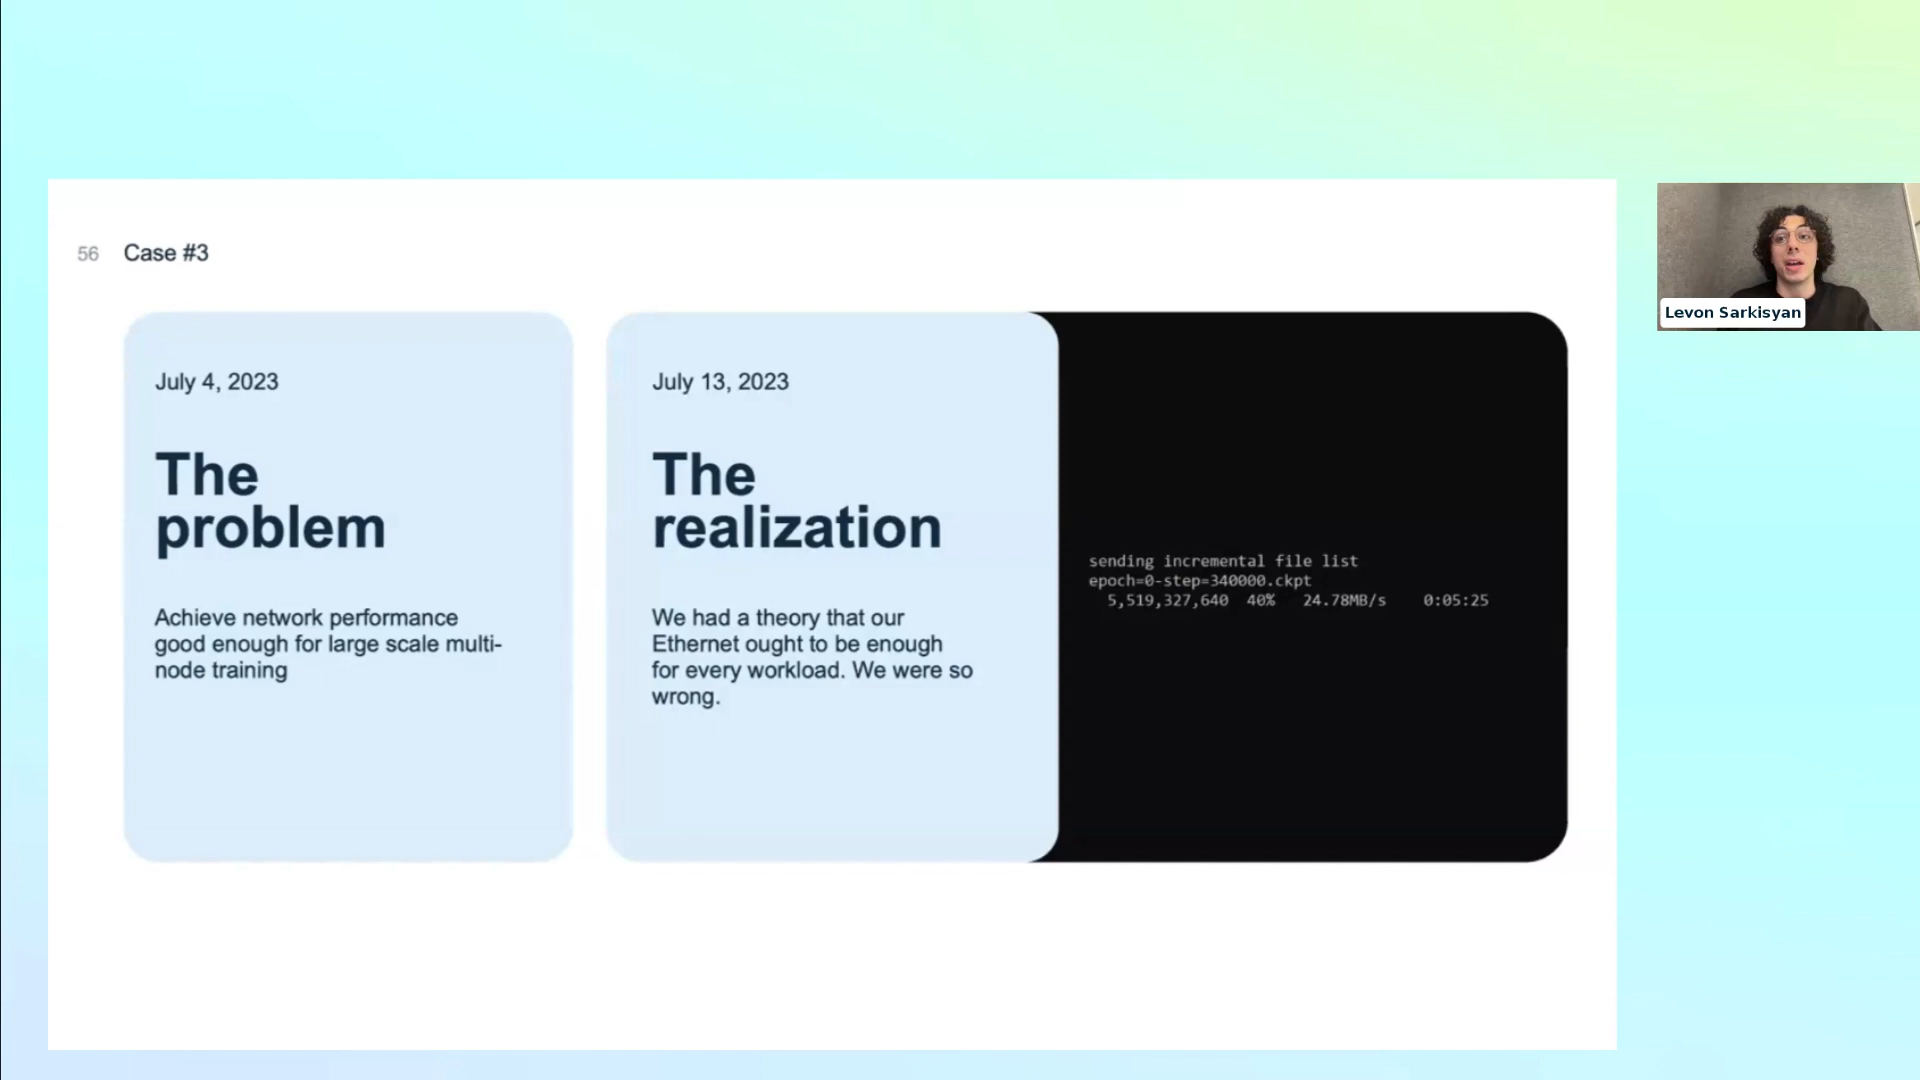 56 Case #3
July 4, 2023
The
problem
Achieve network performance
good enough for large scale multi-
node training
July 13, 2023
The
realization
We had a theory that our
Ethernet ought to be enough
for every workload. We were so
wrong.
sending incremental file list
epoch=0-step=340000.ckpt
5,519,327,640 40% 24.78MB/s 0:05:25
Levon Sarkisyan